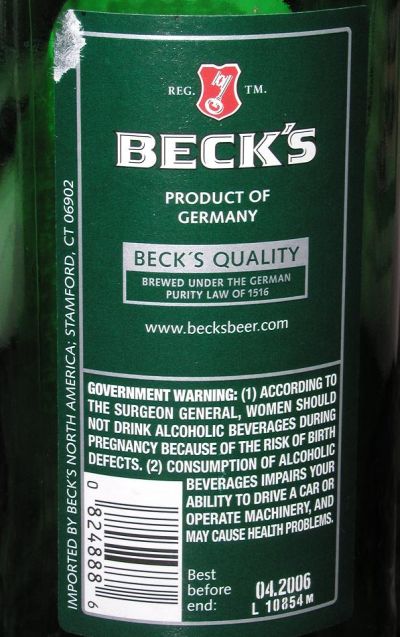 REG. TM.
BECK'S
PRODUCT OF
GERMANY
BECK'S QUALITY
BREWED UNDER THE GERMAN
PURITY LAW OF 1516
www.becksbeer.com
GOVERNMENT WARNING: (1) ACCORDING TO
THE SURGEON GENERAL, WOMEN SHOULD
NOT DRINK ALCOHOLIC BEVERAGES DURING
PREGNANCY BECAUSE OF THE RISK OF BIRTH
DEFECTS. (2) CONSUMPTION OF ALCOHOLIC
BEVERAGES IMPAIRS YOUR
ABILITY TO DRIVE A CAR OR
OPERATE MACHINERY, AND
MAY CAUSE HEALTH PROBLEMS.
0 824888 6
Best
before
end:
04.2006
L 10854 M
IMPORTED BY BECK'S NORTH AMERICA; STAMFORD, CT 06902